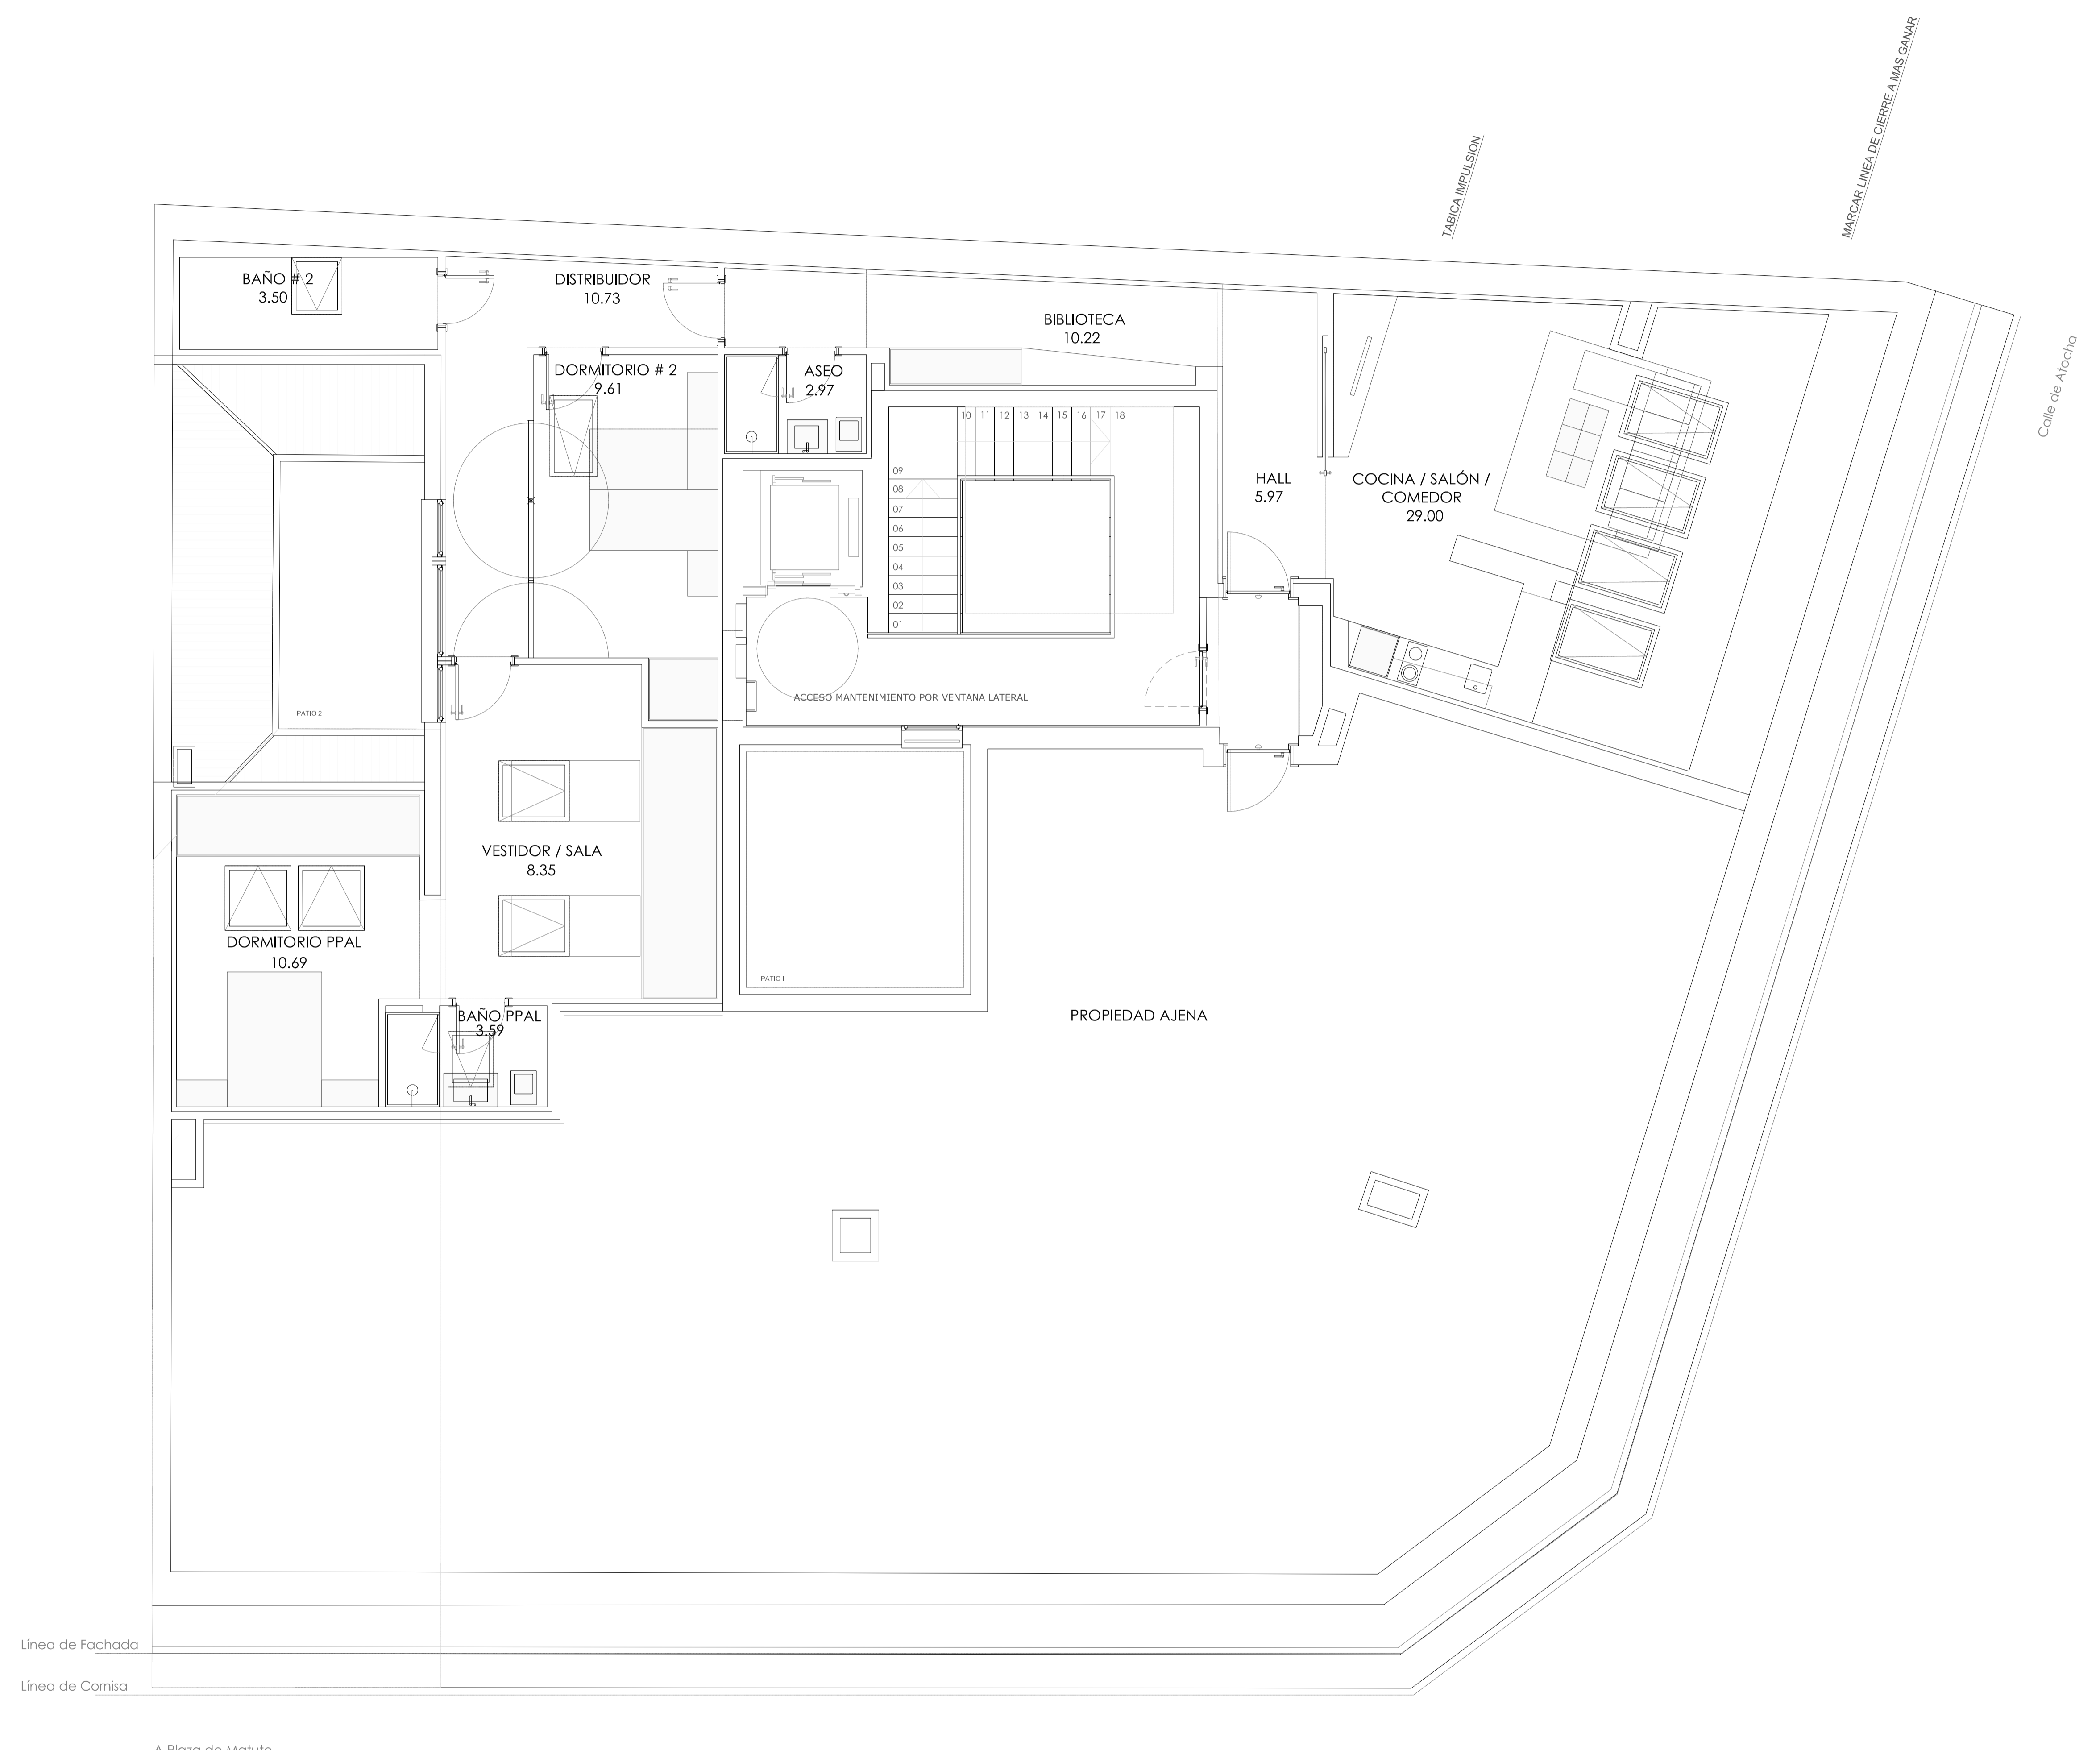 MARCAR LINEA DE CIERRE A MAS GANAR
TABICA IMPULSION
Calle de Atocha
BAÑO # 2
3.50
DISTRIBUIDOR
10.73
BIBLIOTECA
10.22
DORMITORIO # 2
9.61
ASEO
2.97
10 11 12 13 14 15 16 17 18
09
08
07
06
05
04
03
02
01
HALL
5.97
COCINA / SALÓN /
COMEDOR
29.00
ACCESO MANTENIMIENTO POR VENTANA LATERAL
PATIO 2
VESTIDOR / SALA
8.35
DORMITORIO PPAL
10.69
PATIO I
BAÑO PPAL
3.59
PROPIEDAD AJENA
Línea de Fachada
Línea de Cornisa
A Plaza de Matute